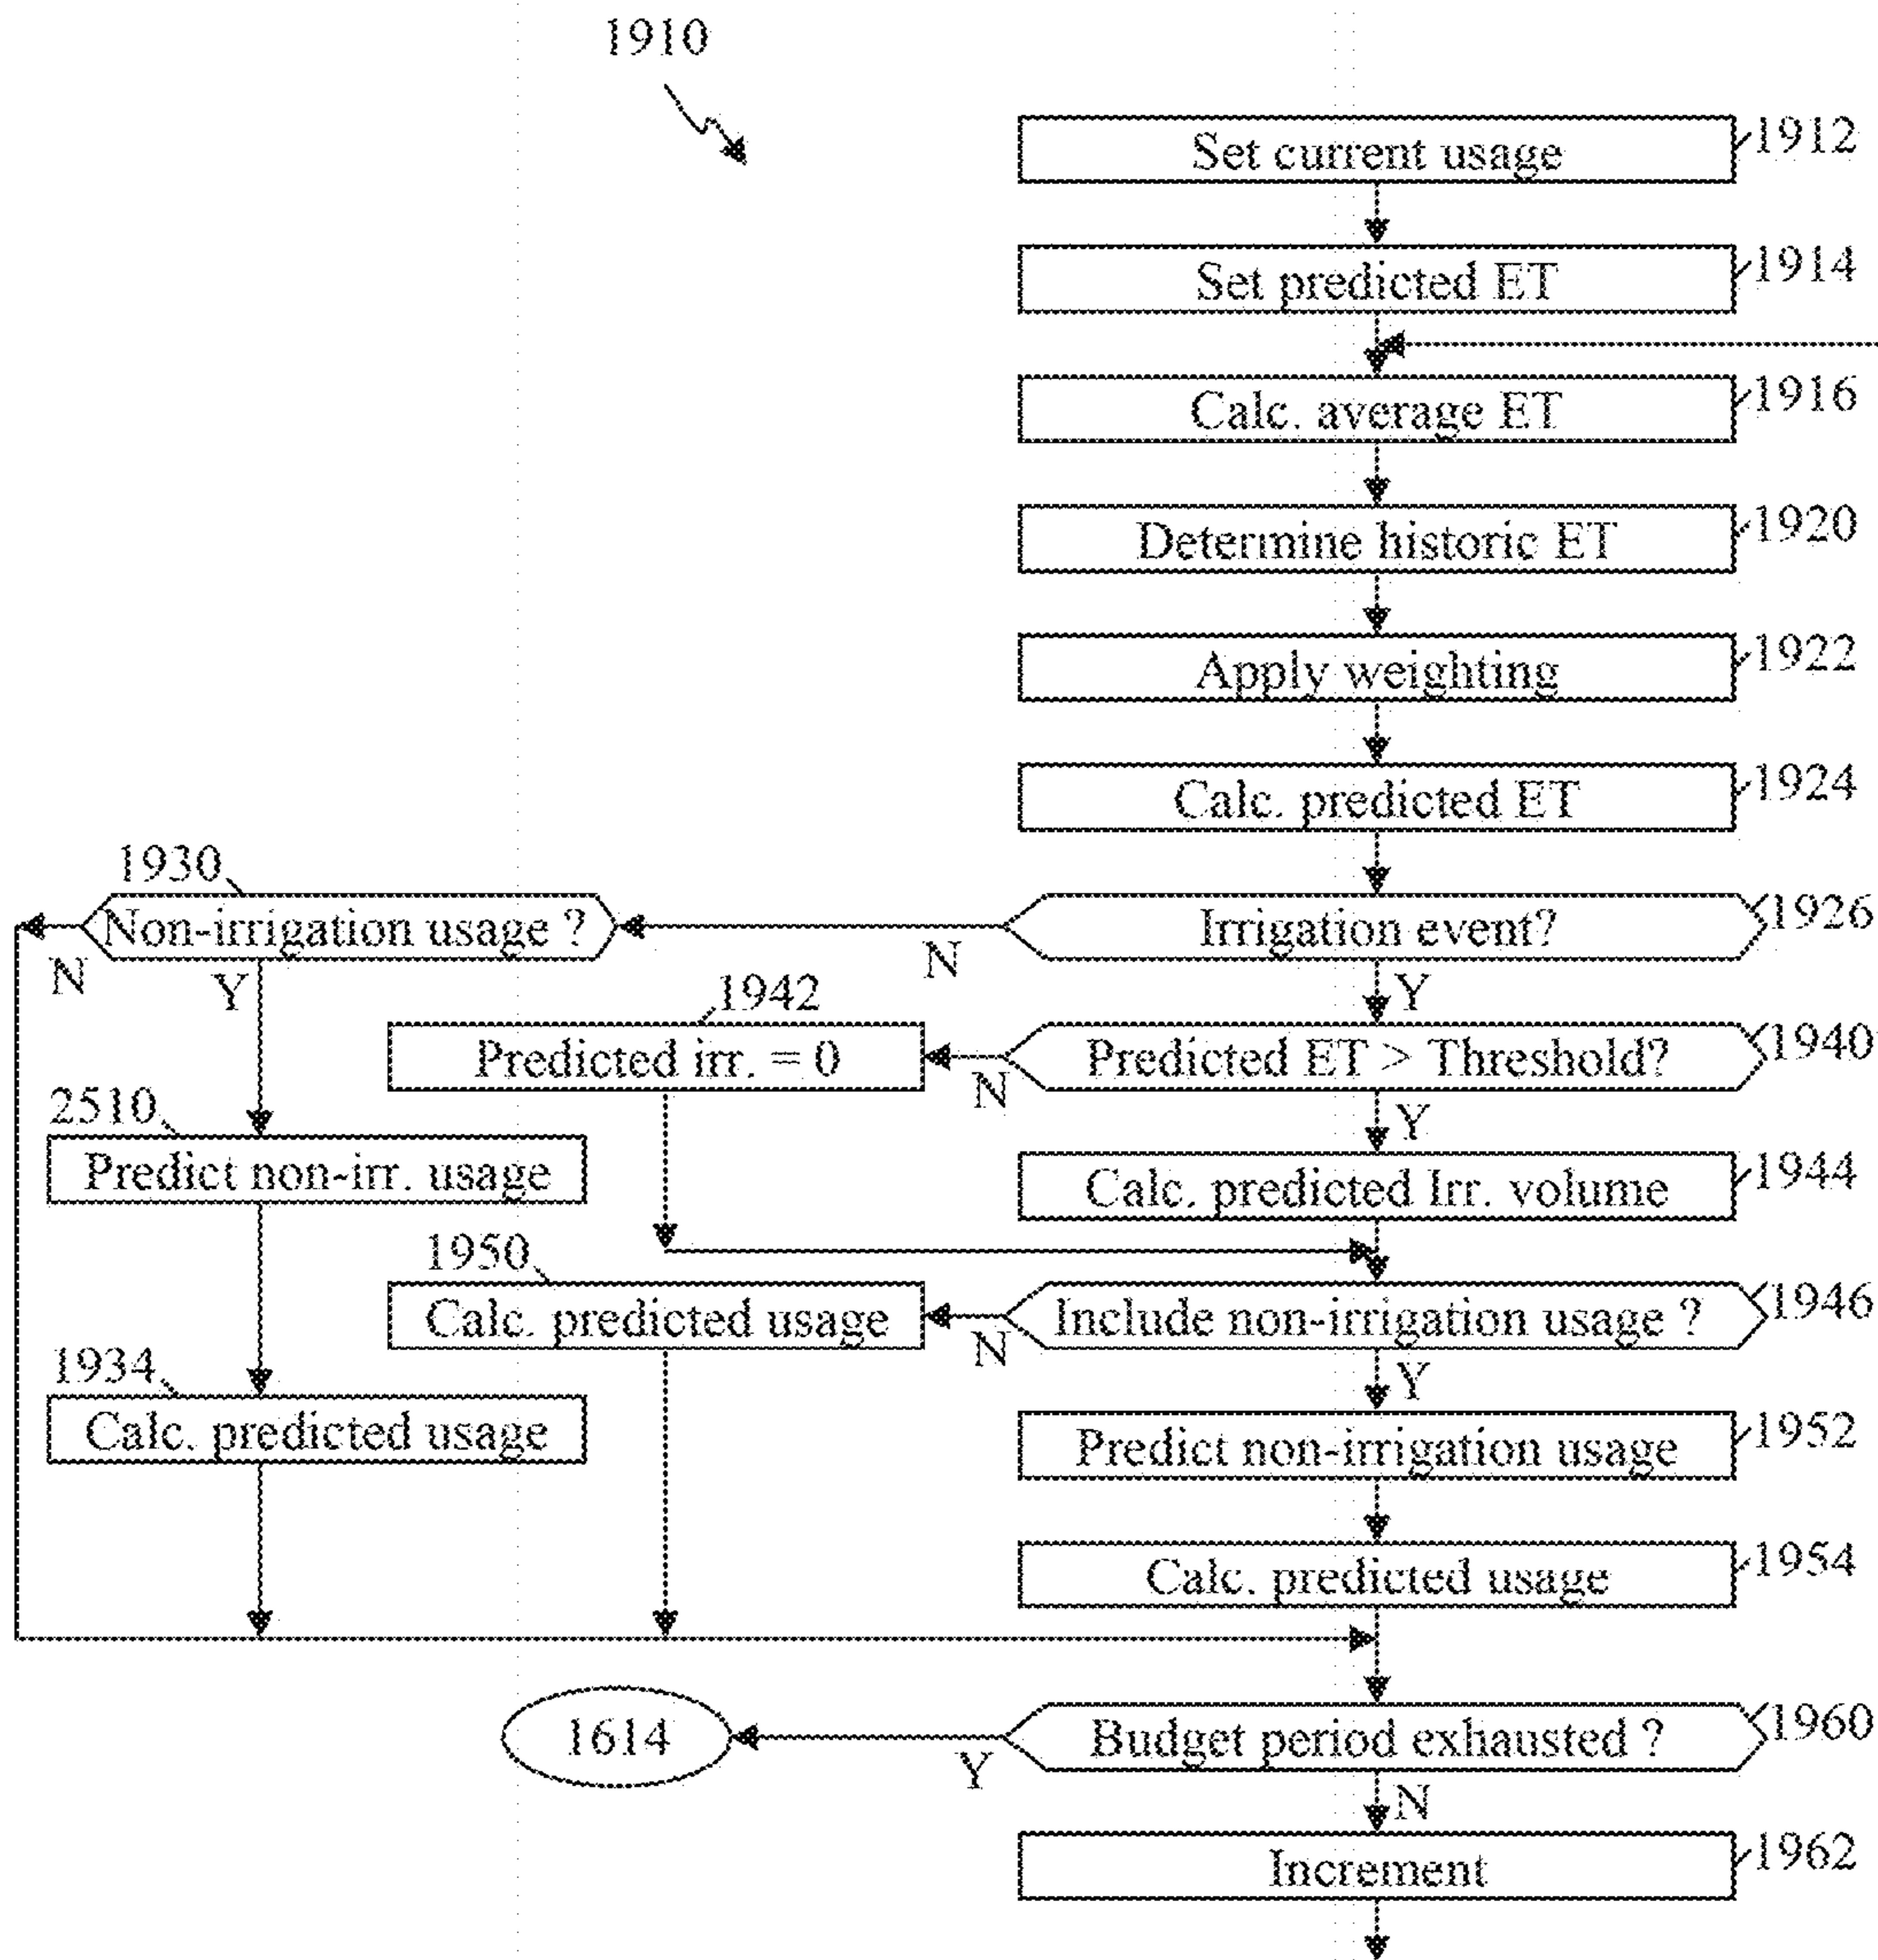 1910
Set current usage
1912
Set predicted ET
1914
Calc. average ET
1916
Determine historic ET
1920
Apply weighting
1922
Calc. predicted ET
1924
1930
Non-irrigation usage ?
Irrigation event?
1926
N
N
Y
Y
1942
Predicted irr. = 0
Predicted ET > Threshold?
1940
N
Y
2510
Predict non-irr. usage
Calc. predicted Irr. volume
1944
1950
Calc. predicted usage
Include non-irrigation usage ?
1946
N
Y
1934
Calc. predicted usage
Predict non-irrigation usage
1952
Calc. predicted usage
1954
1614
Budget period exhausted ?
1960
Y
N
Increment
1962